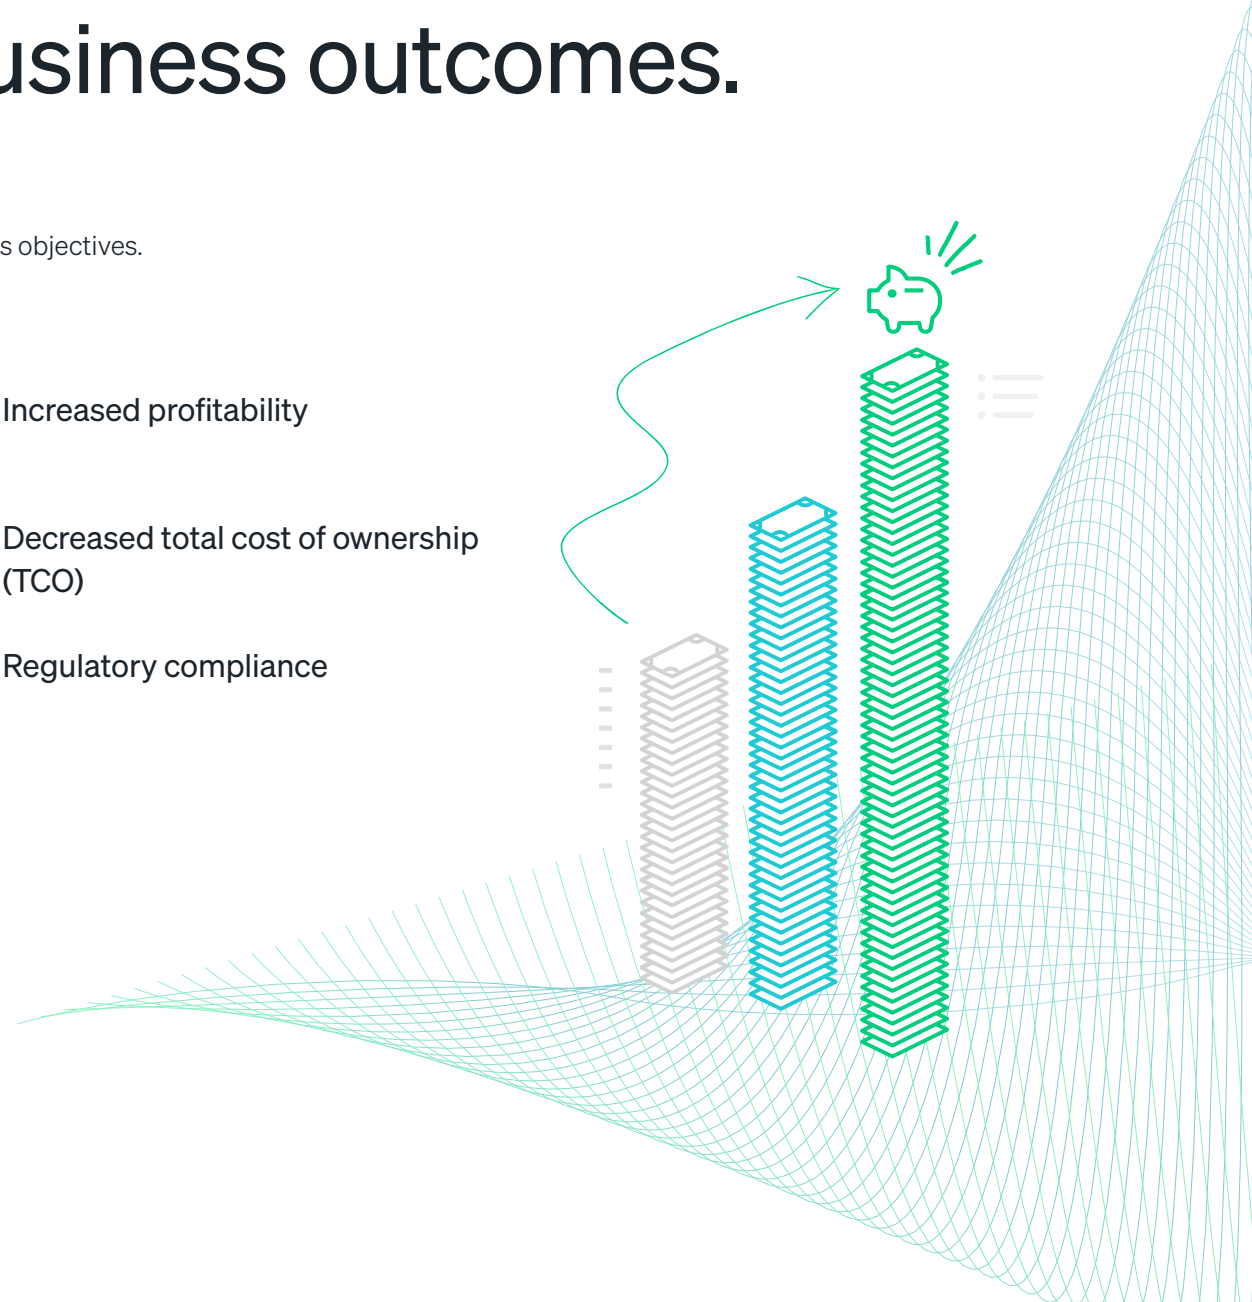 usiness outcomes.
s objectives.
Increased profitability
Decreased total cost of ownership
(TCO)
Regulatory compliance